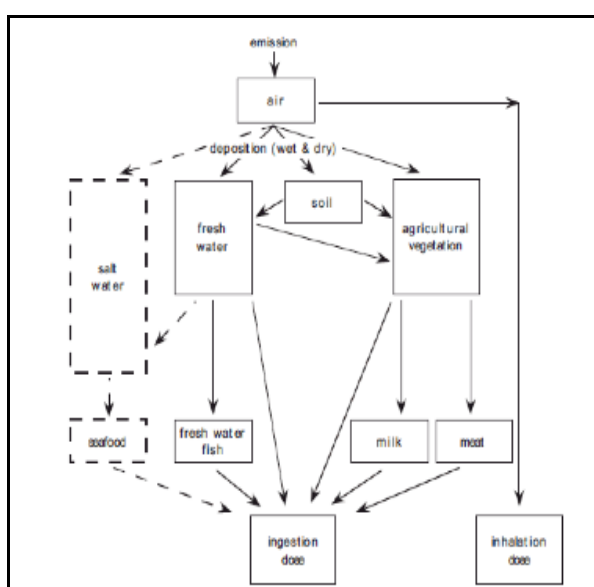 emission
air
deposition (wet & dry)
soil
fresh
water
agricultural
vegetation
salt
water
seafood
fresh water
fish
milk
meat
ingestion
dose
inhalation
dose